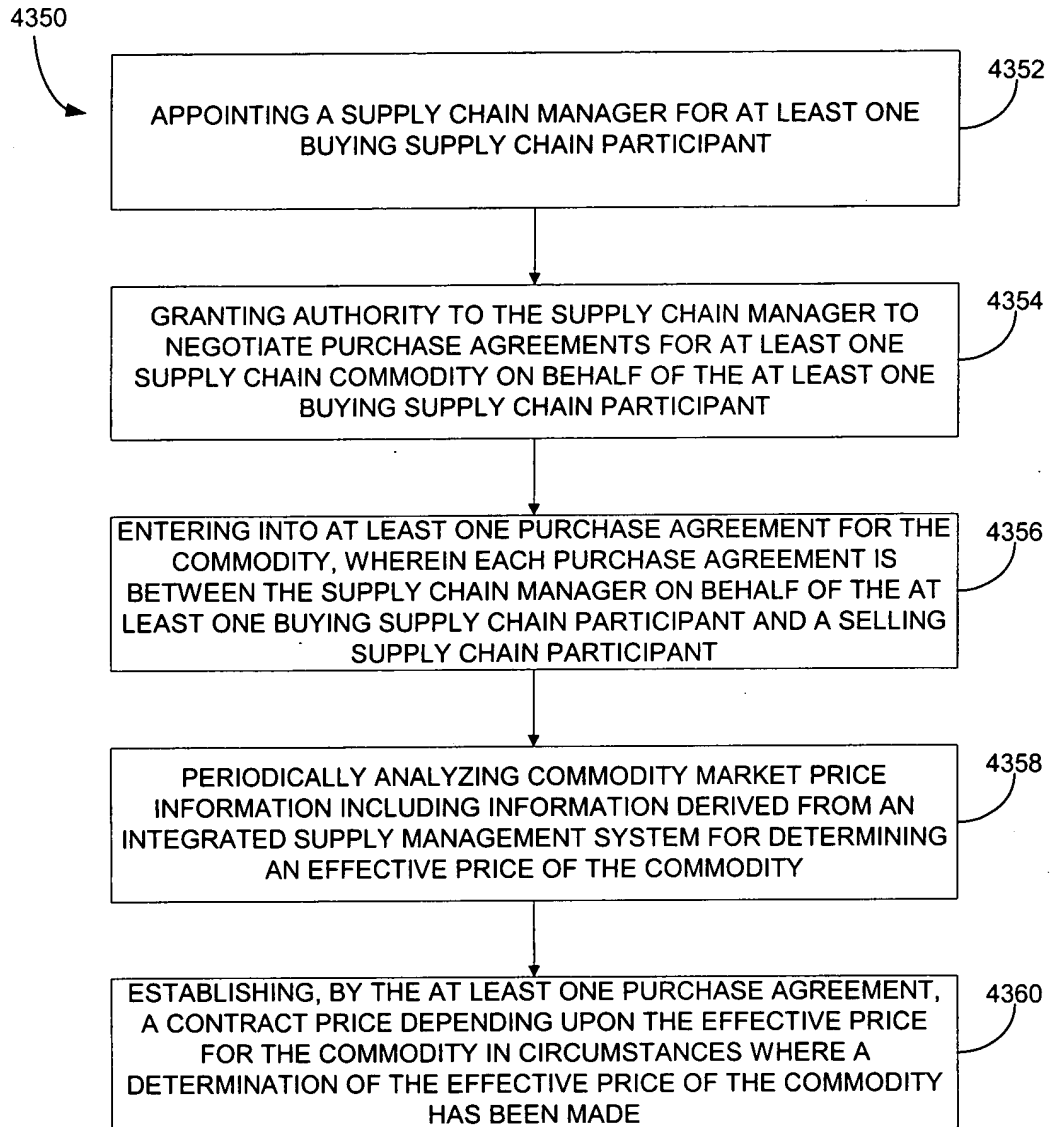 4350
APPOINTING A SUPPLY CHAIN MANAGER FOR AT LEAST ONE
BUYING SUPPLY CHAIN PARTICIPANT
4352
GRANTING AUTHORITY TO THE SUPPLY CHAIN MANAGER TO
NEGOTIATE PURCHASE AGREEMENTS FOR AT LEAST ONE
SUPPLY CHAIN COMMODITY ON BEHALF OF THE AT LEAST ONE
BUYING SUPPLY CHAIN PARTICIPANT
4354
ENTERING INTO AT LEAST ONE PURCHASE AGREEMENT FOR THE
COMMODITY, WHEREIN EACH PURCHASE AGREEMENT IS
BETWEEN THE SUPPLY CHAIN MANAGER ON BEHALF OF THE AT
LEAST ONE BUYING SUPPLY CHAIN PARTICIPANT AND A SELLING
SUPPLY CHAIN PARTICIPANT
4356
PERIODICALLY ANALYZING COMMODITY MARKET PRICE
INFORMATION INCLUDING INFORMATION DERIVED FROM AN
INTEGRATED SUPPLY MANAGEMENT SYSTEM FOR DETERMINING
AN EFFECTIVE PRICE OF THE COMMODITY
4358
ESTABLISHING, BY THE AT LEAST ONE PURCHASE AGREEMENT,
A CONTRACT PRICE DEPENDING UPON THE EFFECTIVE PRICE
FOR THE COMMODITY IN CIRCUMSTANCES WHERE A
DETERMINATION OF THE EFFECTIVE PRICE OF THE COMMODITY
HAS BEEN MADE
4360